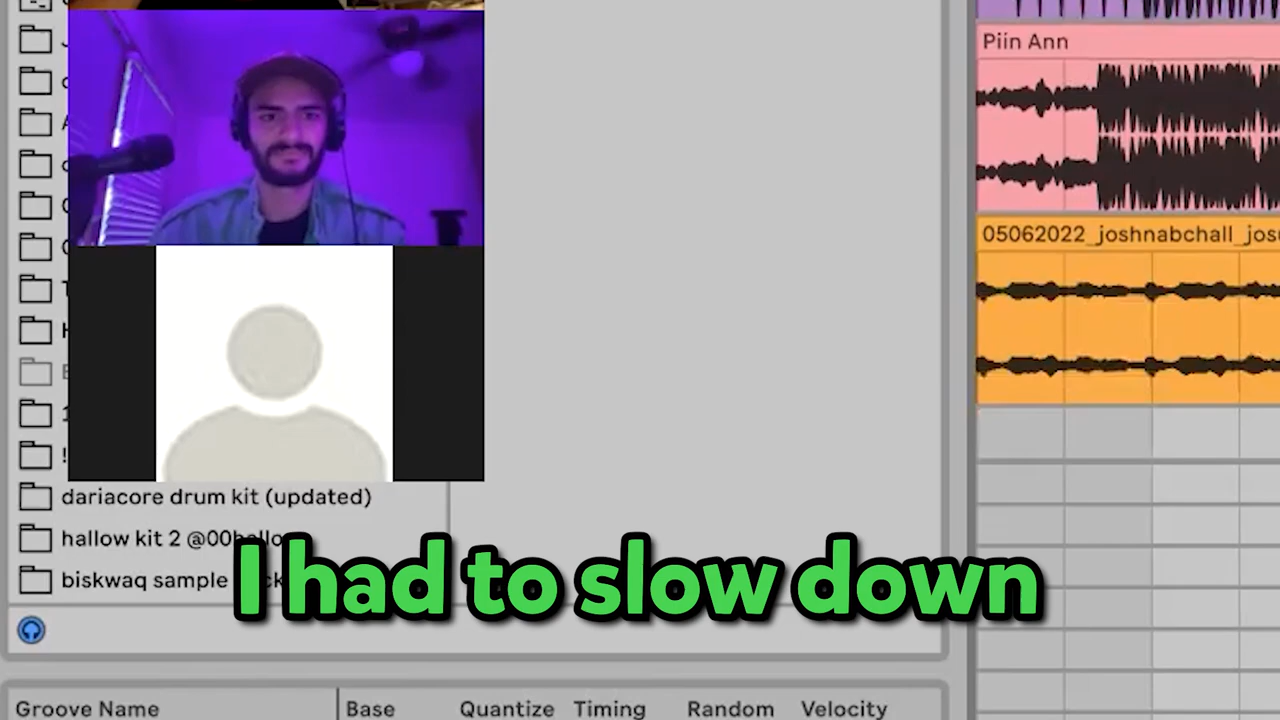 Piin Ann
05062022_joshnabchall_josu
dariacore drum kit (updated)
hallow kit 2 @00hallo
biskwaq sample
I had to slow down
Groove Name Base Quantize Timing Random Velocity